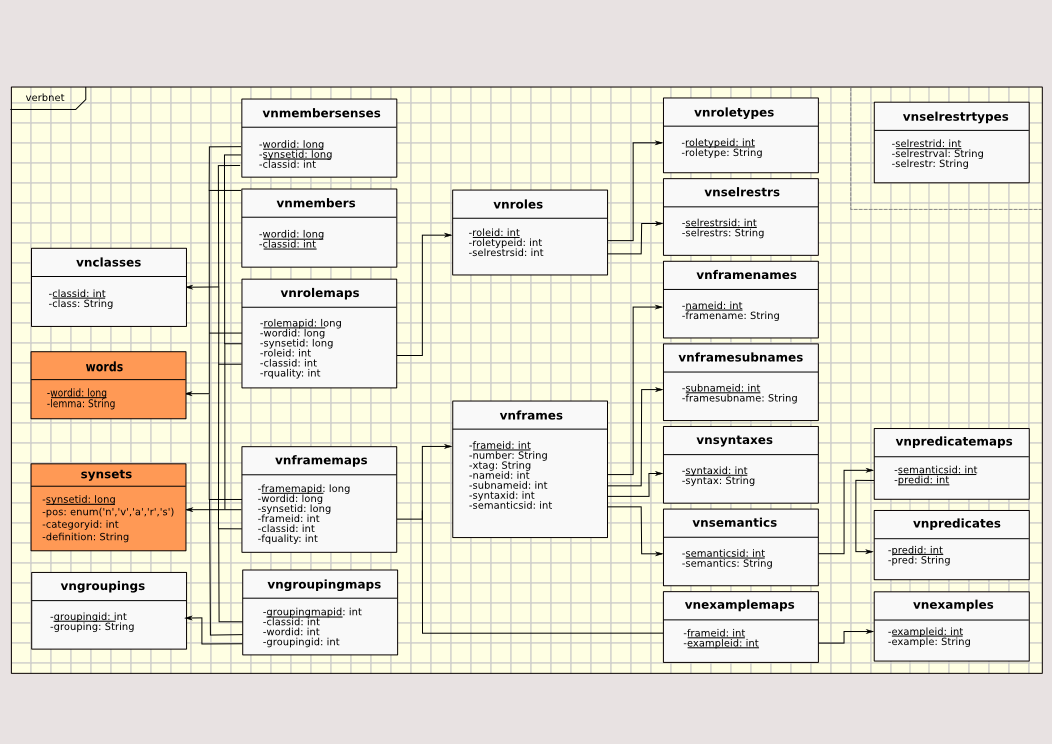 verbnet
vnmembersenses
-wordid: long
-synsetid: long
-classid: int
vnmembers
-wordid: long
-classid: int
vnclasses
-classid: int
-class: String
vnrolemaps
-rolemapid: long
-wordid: long
-synsetid: long
-roleid: int
-classid: int
-rquality: int
words
-wordid: long
-lemma: String
synsets
-synsetid: long
-pos: enum('n','v','a','r','s')
-categoryid: int
-definition: String
vnframemaps
-framemapid: long
-wordid: long
-synsetid: long
-frameid: int
-classid: int
-fquality: int
vngroupings
-groupingid: int
-grouping: String
vngroupingmaps
-groupingmapid: int
-classid: int
-wordid: int
-groupingid: int
vnroles
-roleid: int
-roletypeid: int
-selrestrsid: int
vnframes
-frameid: int
-number: String
-xtag: String
-nameid: int
-subnameid: int
-syntaxid: int
-semanticsid: int
vnroletypes
-roletypeid: int
-roletype: String
vnselrestrs
-selrestrsid: int
-selrestrs: String
vnframenames
-nameid: int
-framename: String
vnframesubnames
-subnameid: int
-framesubname: String
vnsyntaxes
-syntaxid: int
-syntax: String
vnsemantics
-semanticsid: int
-semantics: String
vnexamplemaps
-frameid: int
-exampleid: int
vnselrestrtypes
-selrestrid: int
-selrestrval: String
-selrestr: String
vnpredicatemaps
-semanticsid: int
-predid: int
vnpredicates
-predid: int
-pred: String
vnexamples
-exampleid: int
-example: String